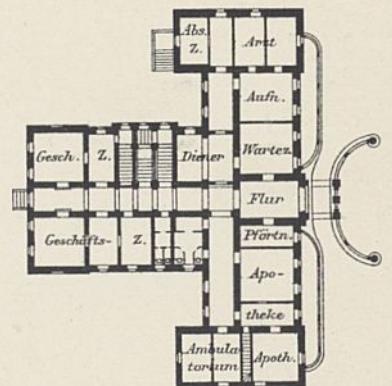 Abs.
Z.
Arzt
Aufn.
Gesch.
Z.
Diener
Wartez.
Flur
Geschäfts-
Z.
Pförtn.
Apo-
theke
Ambula-
torium
Apoth.